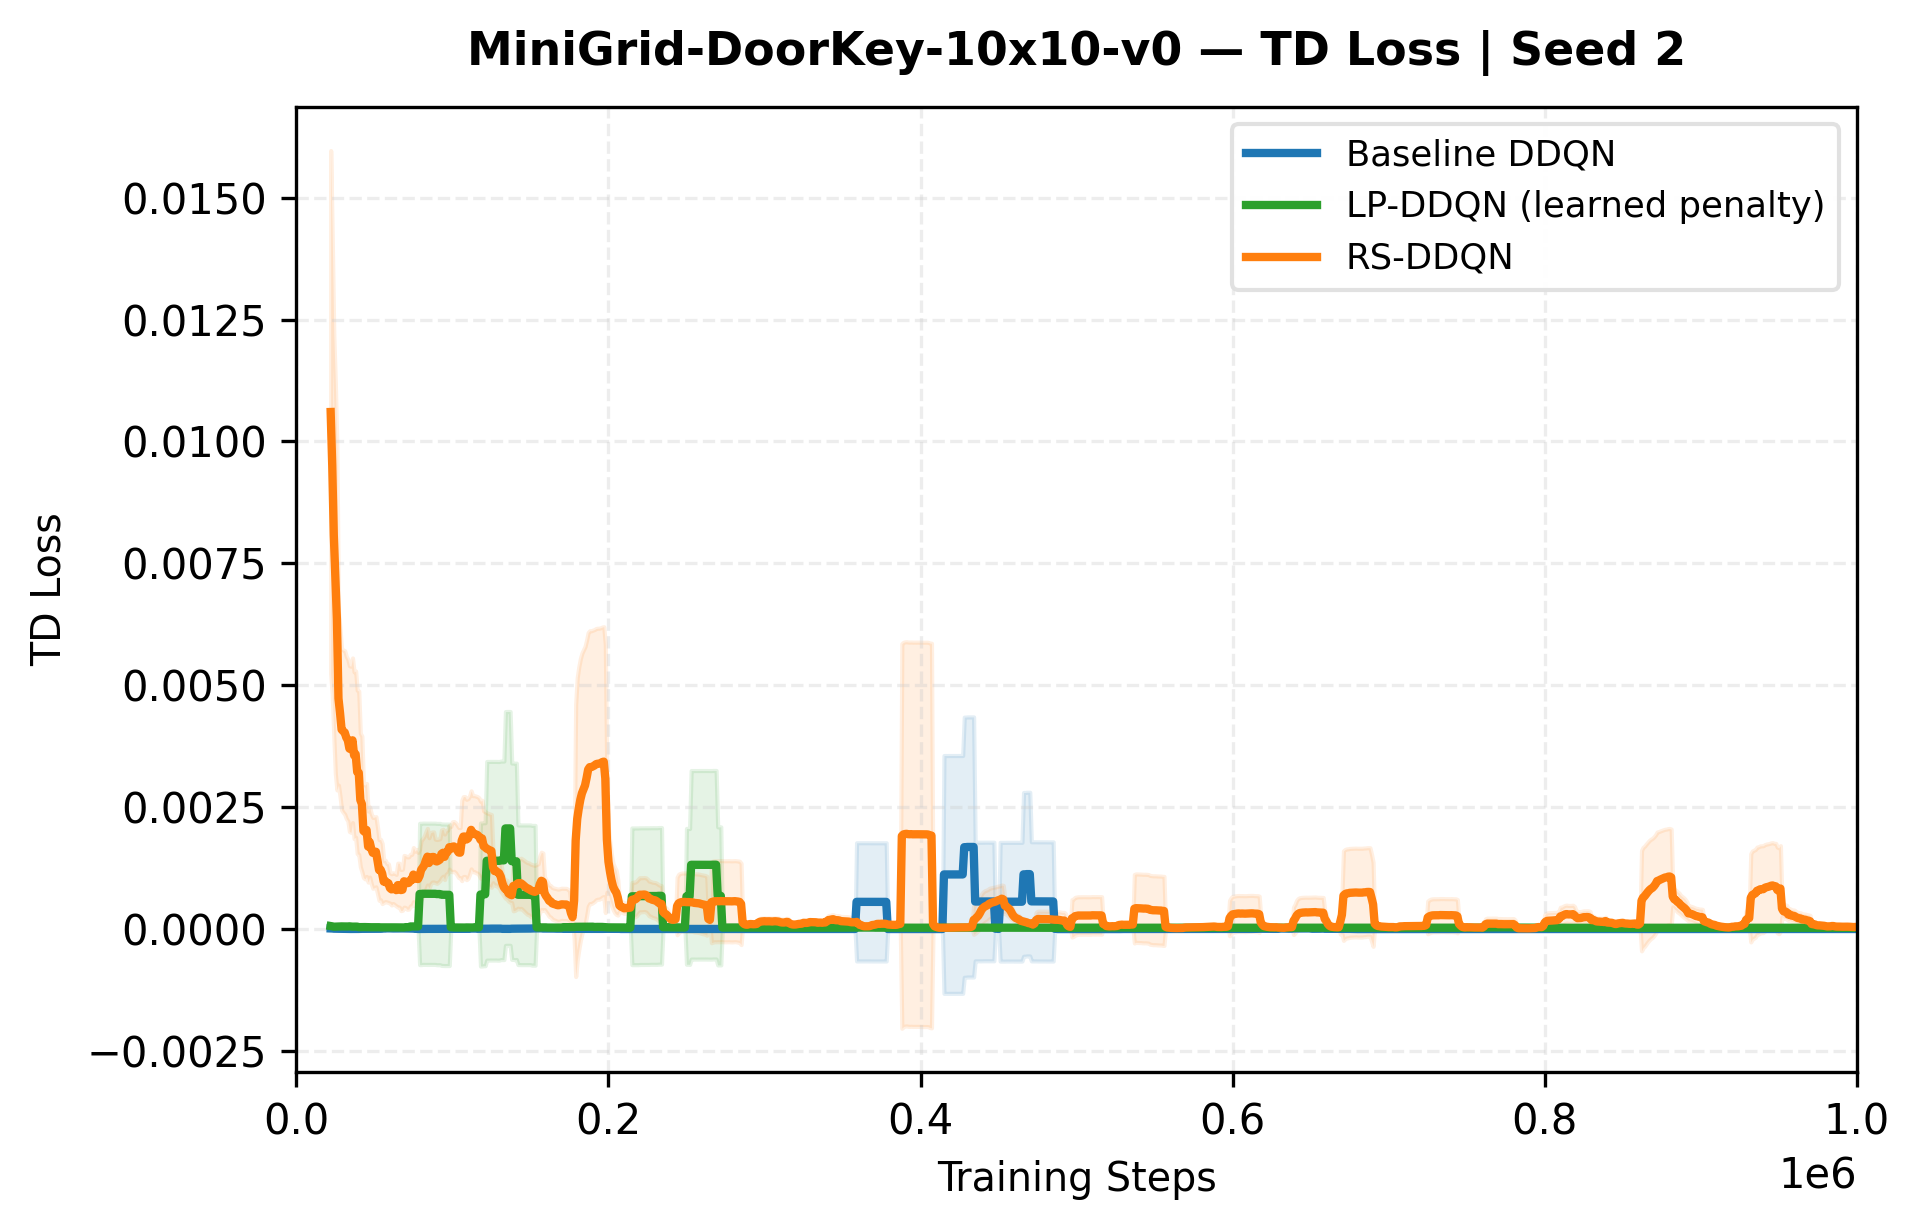 MiniGrid-DoorKey-10x10-v0 — TD Loss | Seed 2
Baseline DDQN
LP-DDQN (learned penalty)
RS-DDQN
TD Loss
0.0150
0.0125
0.0100
0.0075
0.0050
0.0025
0.0000
−0.0025
0.0 0.2 0.4 0.6 0.8 1.0
1e6
Training Steps